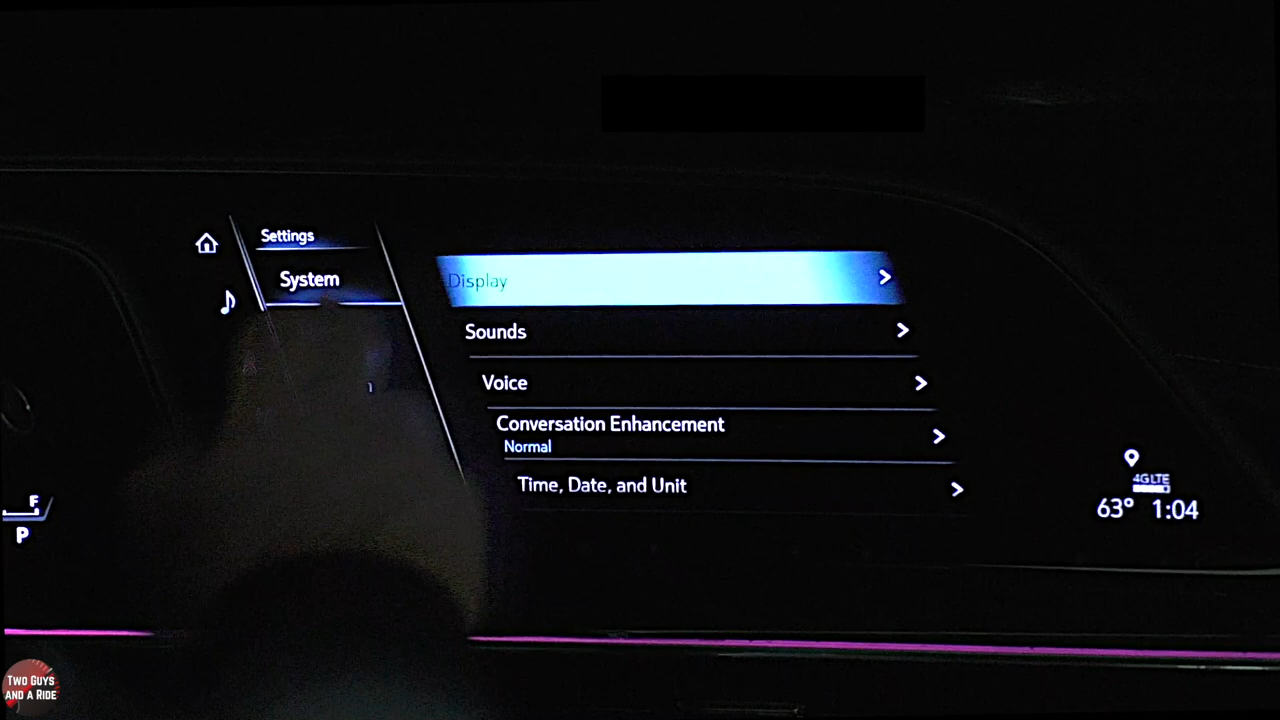 Settings
System
Display
Sounds
Voice
Conversation Enhancement
Normal
Time, Date, and Unit
4G LTE
63° 1:04
F
P
TWO GUYS
AND A RIDE